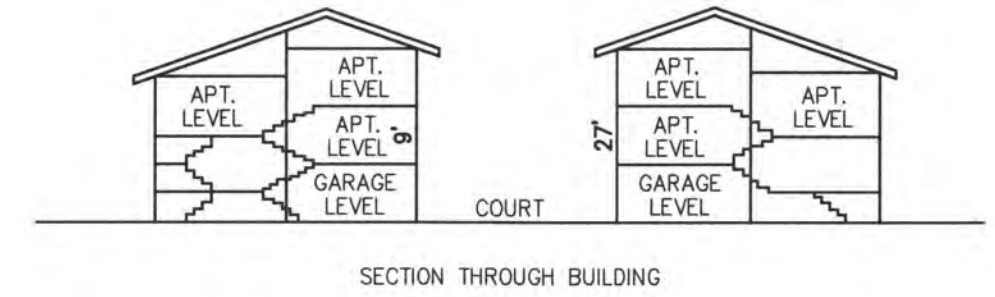 APT.
LEVEL
APT.
LEVEL
APT.
LEVEL
9'
GARAGE
LEVEL
COURT
APT.
LEVEL
APT.
LEVEL
27'
APT.
LEVEL
GARAGE
LEVEL
SECTION THROUGH BUILDING